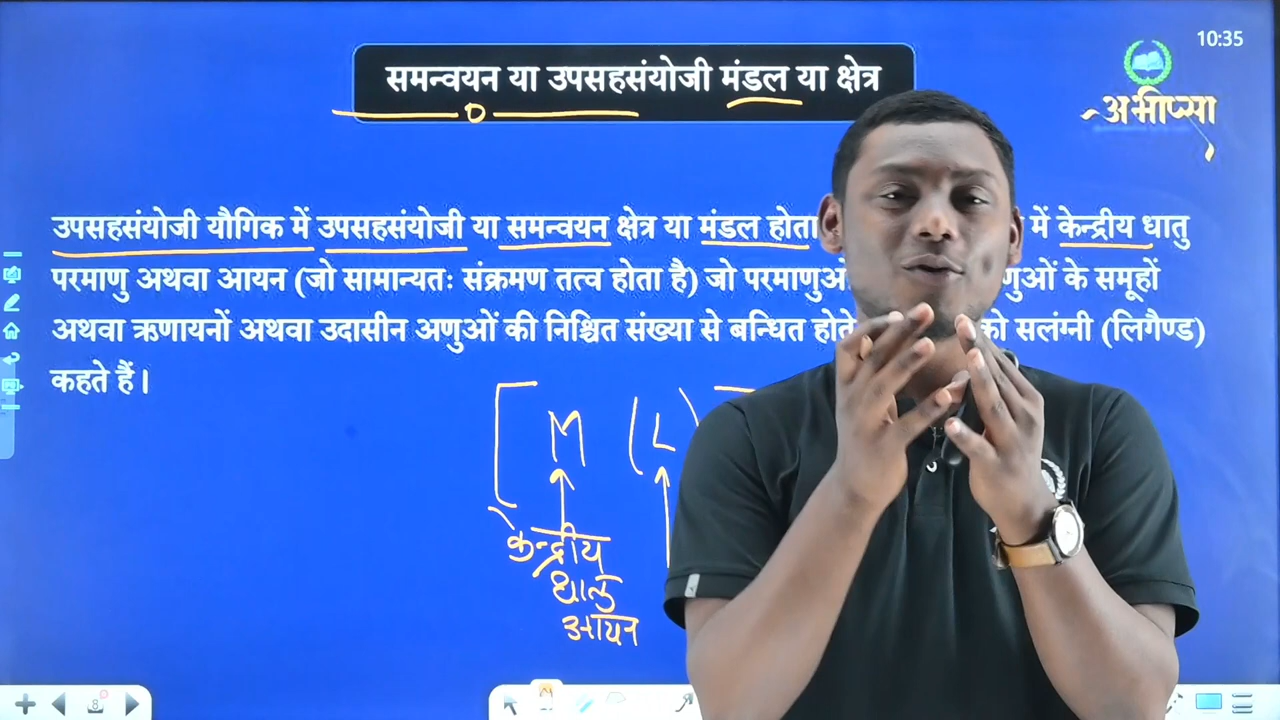 10:35
समन्वयन या उपसहसंयोजी मंडल या क्षेत्र
अभीप्सा
उपसहसंयोजी यौगिक में उपसहसंयोजी या समन्वयन क्षेत्र या मंडल होता में केन्द्रीय धातु
परमाणु अथवा आयन (जो सामान्यतः संक्रमण तत्व होता है) जो के समूहों
अथवा ऋणायनों अथवा उदासीन अणुओं की निश्चित संख्या से बन्धित सलंग्नी (लिगैण्ड)
कहते हैं।
[ M ( L )
केन्द्रीय
धातु
आयन
8